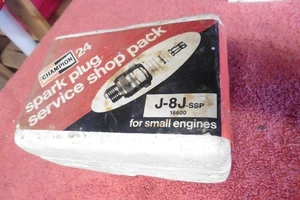 CHAMPION
24
spark plug
service shop pack
J-8J-SSP
16600
for small engines